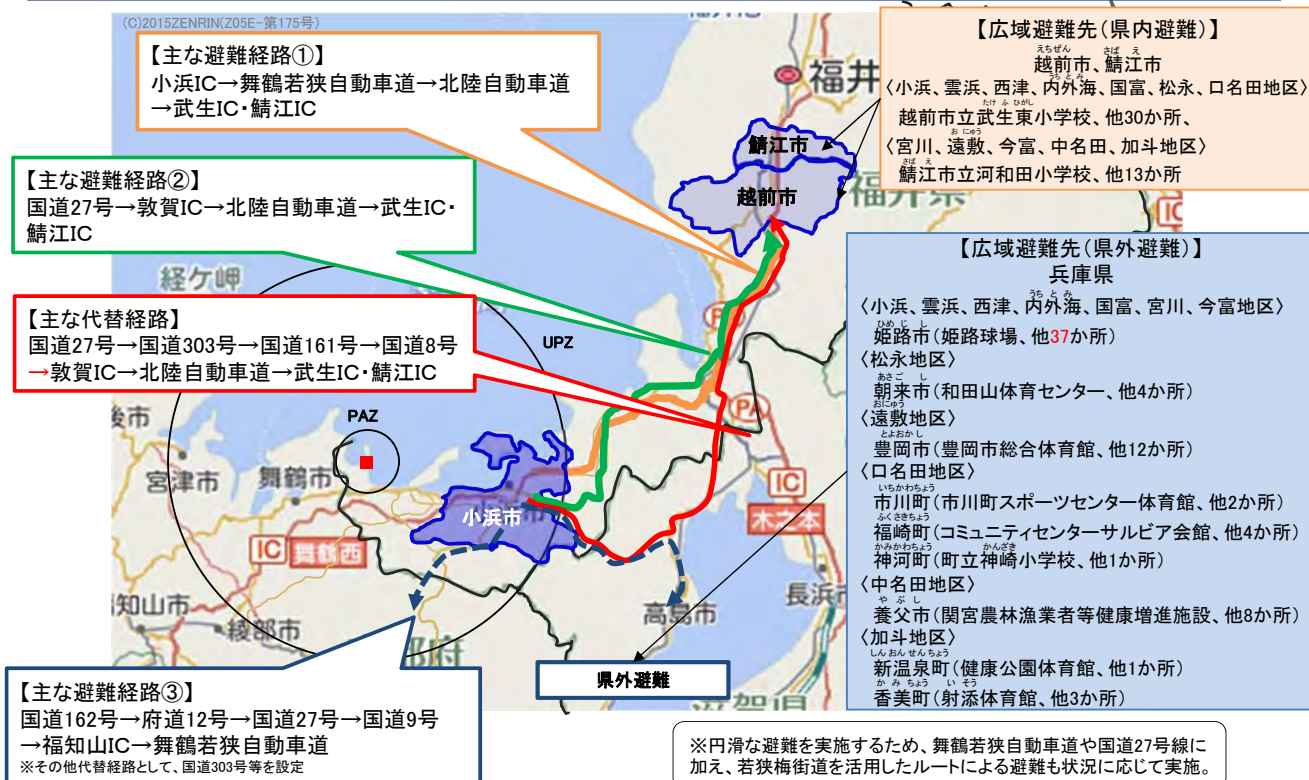 (C)2015ZENRIN(Z05E-第175号)
【主な避難経路①】
小浜IC→舞鶴若狭自動車道→北陸自動車道
→武生IC・鯖江IC
【主な避難経路②】
国道27号→敦賀IC→北陸自動車道→武生IC・
鯖江IC
【主な代替経路】
国道27号→国道303号→国道161号→国道8号
→敦賀IC→北陸自動車道→武生IC・鯖江IC
【主な避難経路③】
国道162号→府道12号→国道27号→国道9号
→福知山IC→舞鶴若狭自動車道
※その他代替経路として、国道303号等を設定
【広域避難先(県内避難)】
えちぜん さば え
越前市、鯖江市
うち と み
〈小浜、雲浜、西津、内外海、国富、松永、口名田地区〉
たけ ふ ひがし
越前市立武生東小学校、他30か所、
お にゅう
〈宮川、遠敷、今富、中名田、加斗地区〉
さば え
鯖江市立河和田小学校、他13か所
【広域避難先(県外避難)】
兵庫県
うち と み
〈小浜、雲浜、西津、内外海、国富、宮川、今富地区〉
ひめ じ し
姫路市(姫路球場、他37か所)
〈松永地区〉
あさ ご し
朝来市(和田山体育センター、他4か所)
おにゅう
〈遠敷地区〉
とよおか し
豊岡市(豊岡市総合体育館、他12か所)
〈口名田地区〉
いちかわちょう
市川町(市川町スポーツセンター体育館、他2か所)
ふくさきちょう
福崎町(コミュニティセンターサルビア会館、他4か所)
かみかわちょう かんざき
神河町(町立神崎小学校、他1か所)
〈中名田地区〉
や ぶ し
養父市(関宮農林漁業者等健康増進施設、他8か所)
〈加斗地区〉
しんおんせんちょう
新温泉町(健康公園体育館、他1か所)
か み ちょう い そう
香美町(射添体育館、他3か所)
福井
鯖江市
越前市
福井県
IC
経ケ岬
UPZ
PAZ
PA
後市
宮津市
舞鶴市
小浜市
IC
木之本
IC
舞鶴西
知山市
綾部市
都府
高島市
長浜市
滋賀県
県外避難
※円滑な避難を実施するため、舞鶴若狭自動車道や国道27号線に
加え、若狭梅街道を活用したルートによる避難も状況に応じて実施。